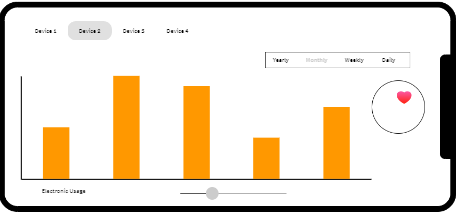 Device 1 Device 2 Device 3 Device 4
Yearly Monthly Weekly Daily
Electronic Usage